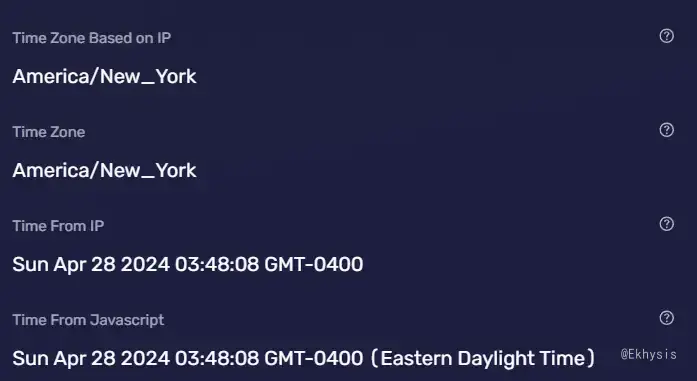 Time Zone Based on IP
America/New_York
Time Zone
America/New_York
Time From IP
Sun Apr 28 2024 03:48:08 GMT-0400
Time From Javascript
Sun Apr 28 2024 03:48:08 GMT-0400 (Eastern Daylight Time)
@Ekhysis